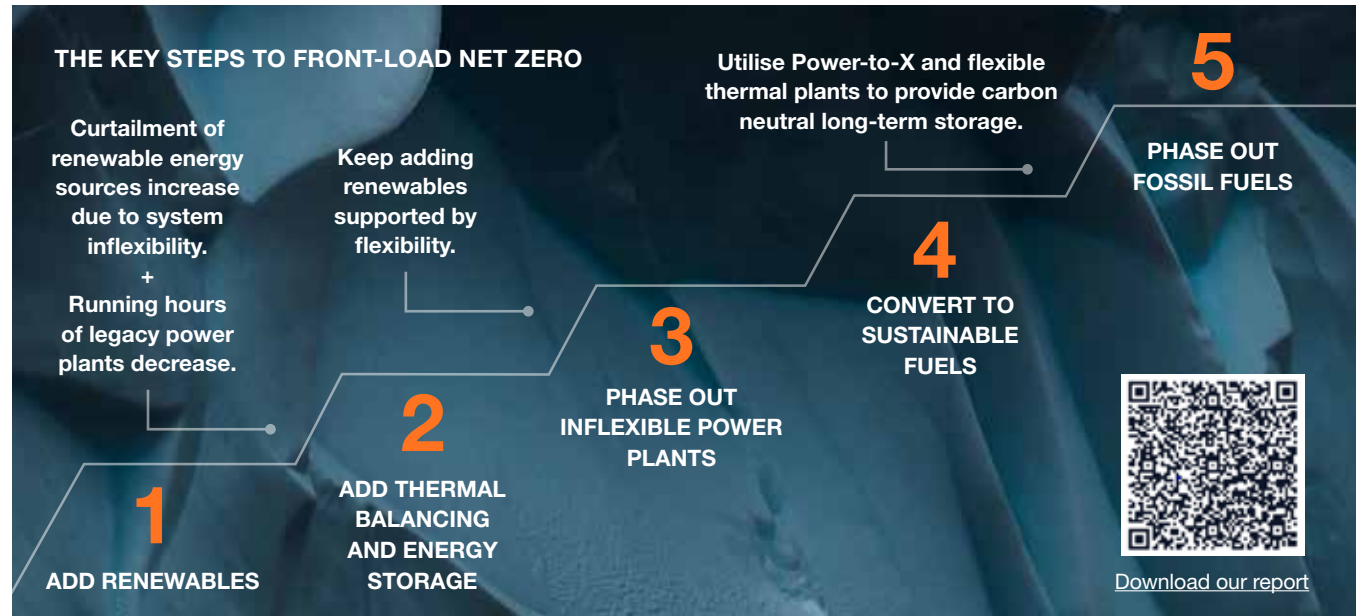 THE KEY STEPS TO FRONT-LOAD NET ZERO
Curtailment of
renewable energy
sources increase
due to system
inflexibility.
+
Running hours
of legacy power
plants decrease.
1
ADD RENEWABLES
Keep adding
renewables
supported by
flexibility.
2
ADD THERMAL
BALANCING
AND ENERGY
STORAGE
3
PHASE OUT
INFLEXIBLE POWER
PLANTS
Utilise Power-to-X and flexible
thermal plants to provide carbon
neutral long-term storage.
4
CONVERT TO
SUSTAINABLE
FUELS
5
PHASE OUT
FOSSIL FUELS
Download our report